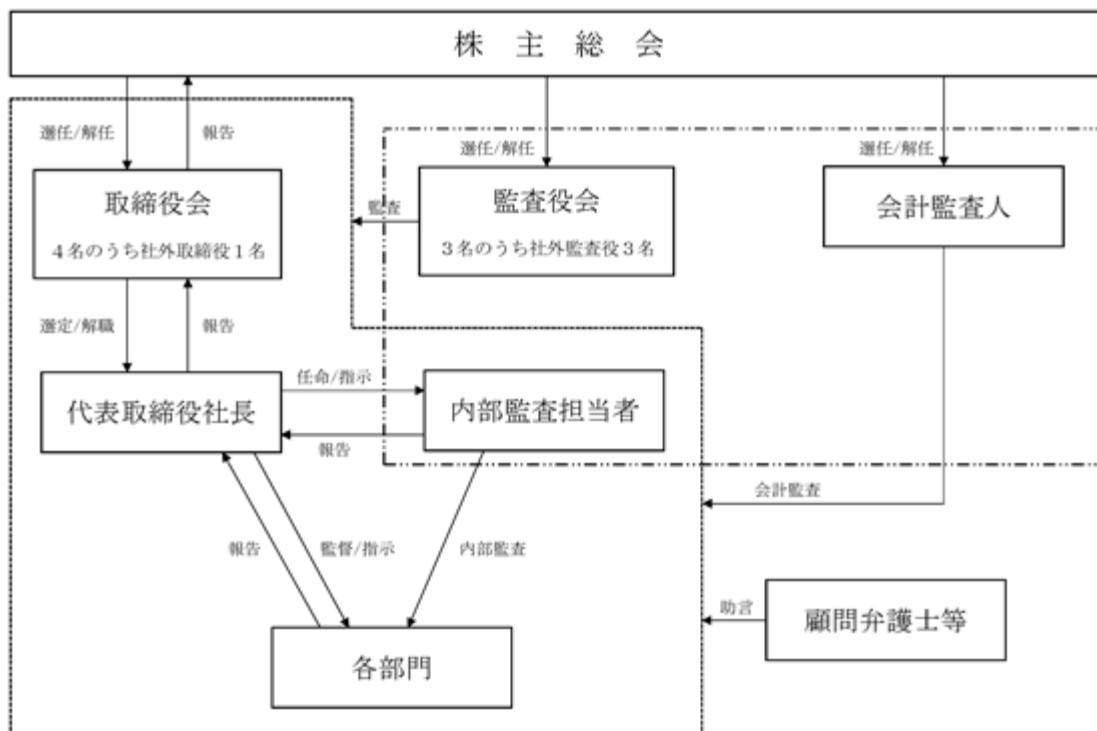 株主総会
選任/解任
報告
選任/解任
選任/解任
取締役会
4名のうち社外取締役1名
監査
監査役会
3名のうち社外監査役3名
会計監査人
選定/解職
報告
代表取締役社長
任命/指示
報告
内部監査担当者
会計監査
報告
監督/指示
内部監査
助言
顧問弁護士等
各部門